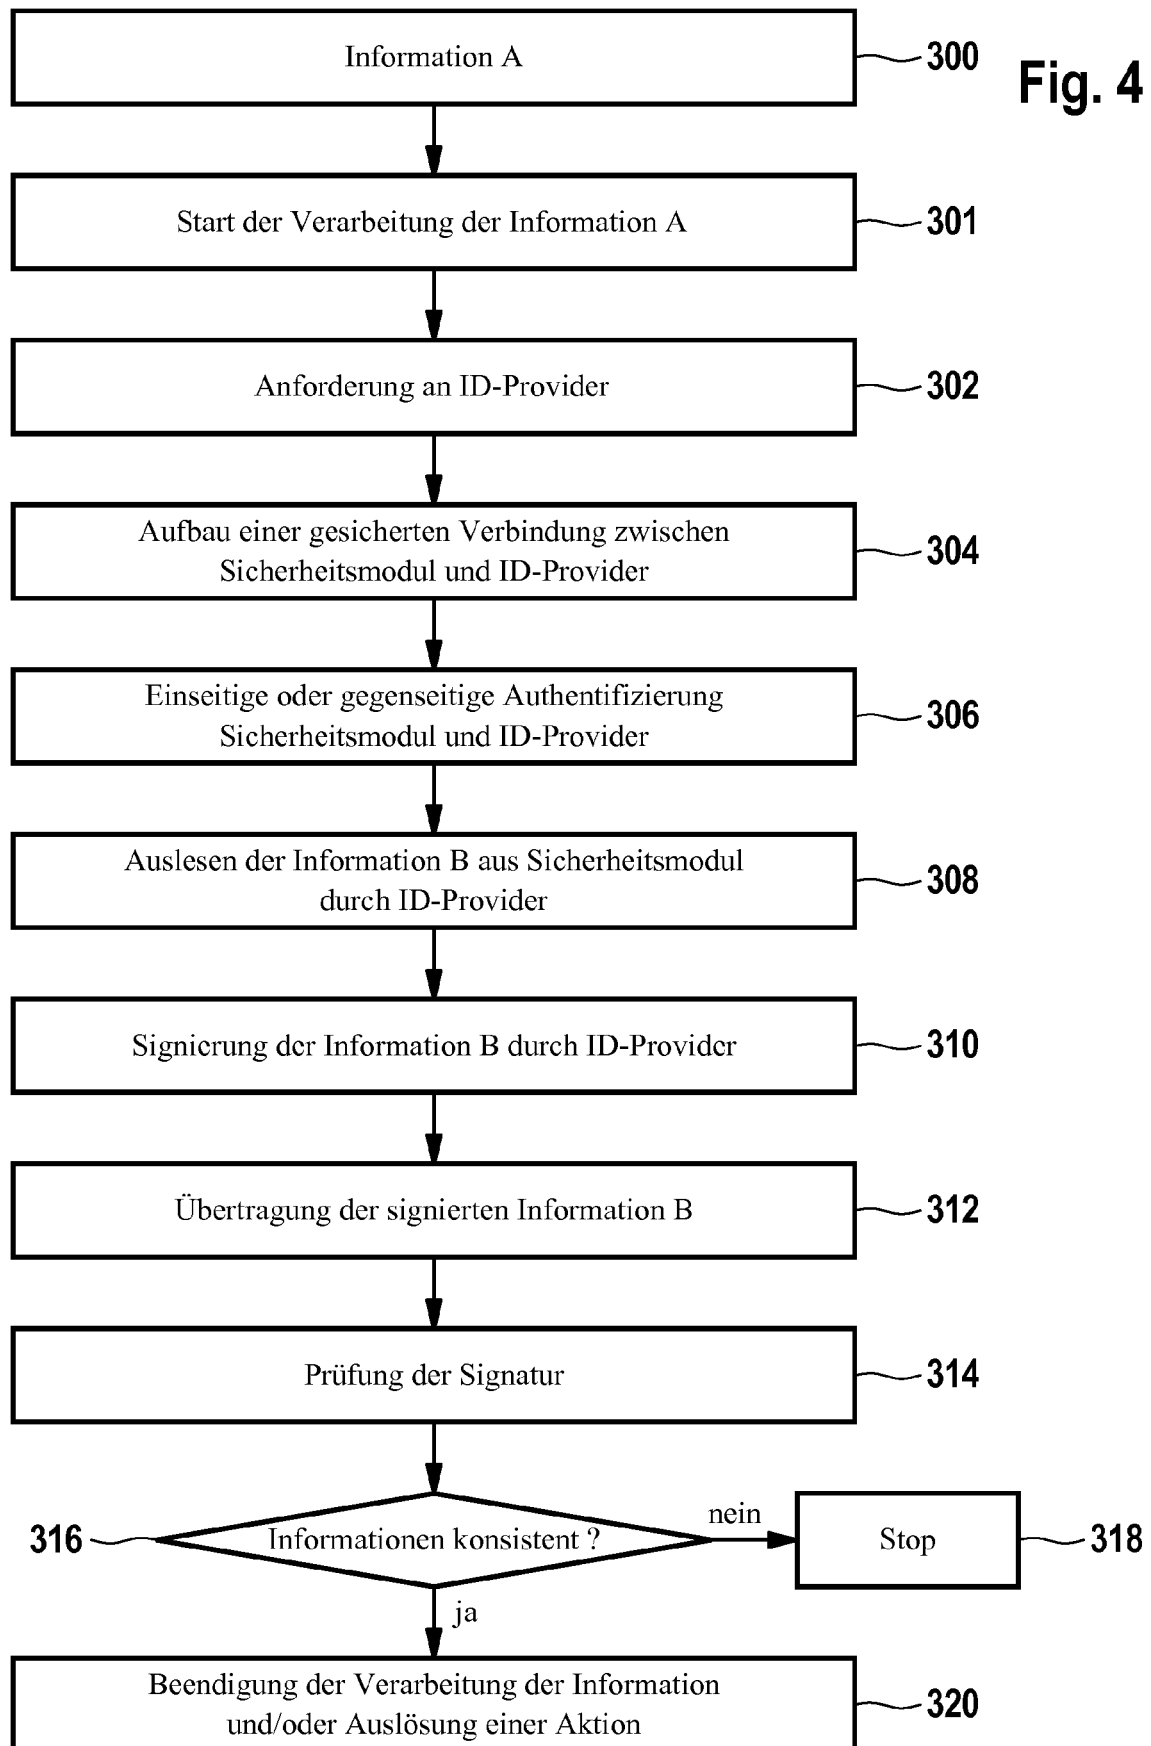 Fig. 4
Information A
300
Start der Verarbeitung der Information A
301
Anforderung an ID-Provider
302
Aufbau einer gesicherten Verbindung zwischen
Sicherheitsmodul und ID-Provider
304
Einseitige oder gegenseitige Authentifizierung
Sicherheitsmodul und ID-Provider
306
Auslesen der Information B aus Sicherheitsmodul
durch ID-Provider
308
Signierung der Information B durch ID-Provider
310
Übertragung der signierten Information B
312
Prüfung der Signatur
314
316
Informationen konsistent ?
nein
Stop
318
ja
Beendigung der Verarbeitung der Information
und/oder Auslösung einer Aktion
320